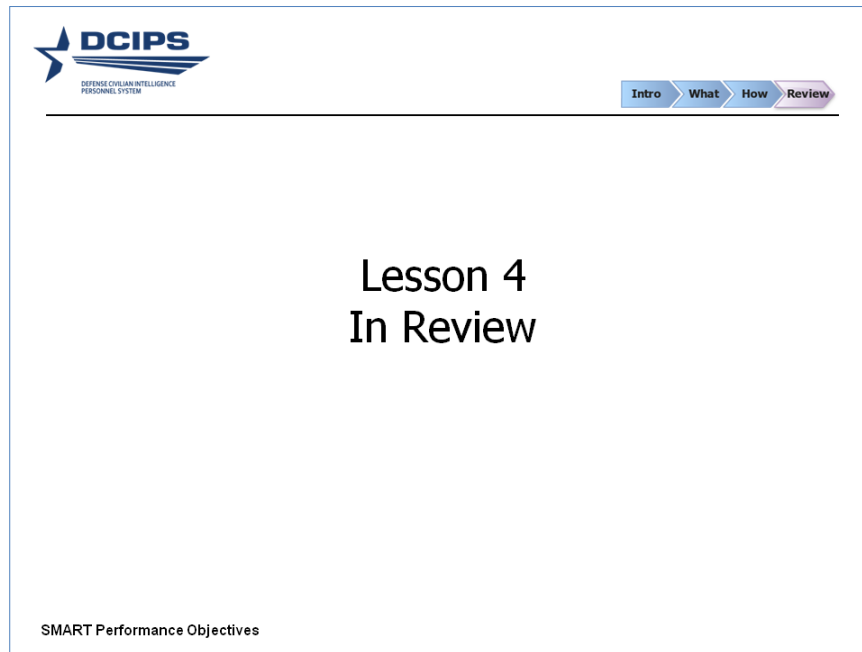 DCIPS
DEFENSE CIVILIAN INTELLIGENCE
PERSONNEL SYSTEM
Intro What How Review
Lesson 4
In Review
SMART Performance Objectives